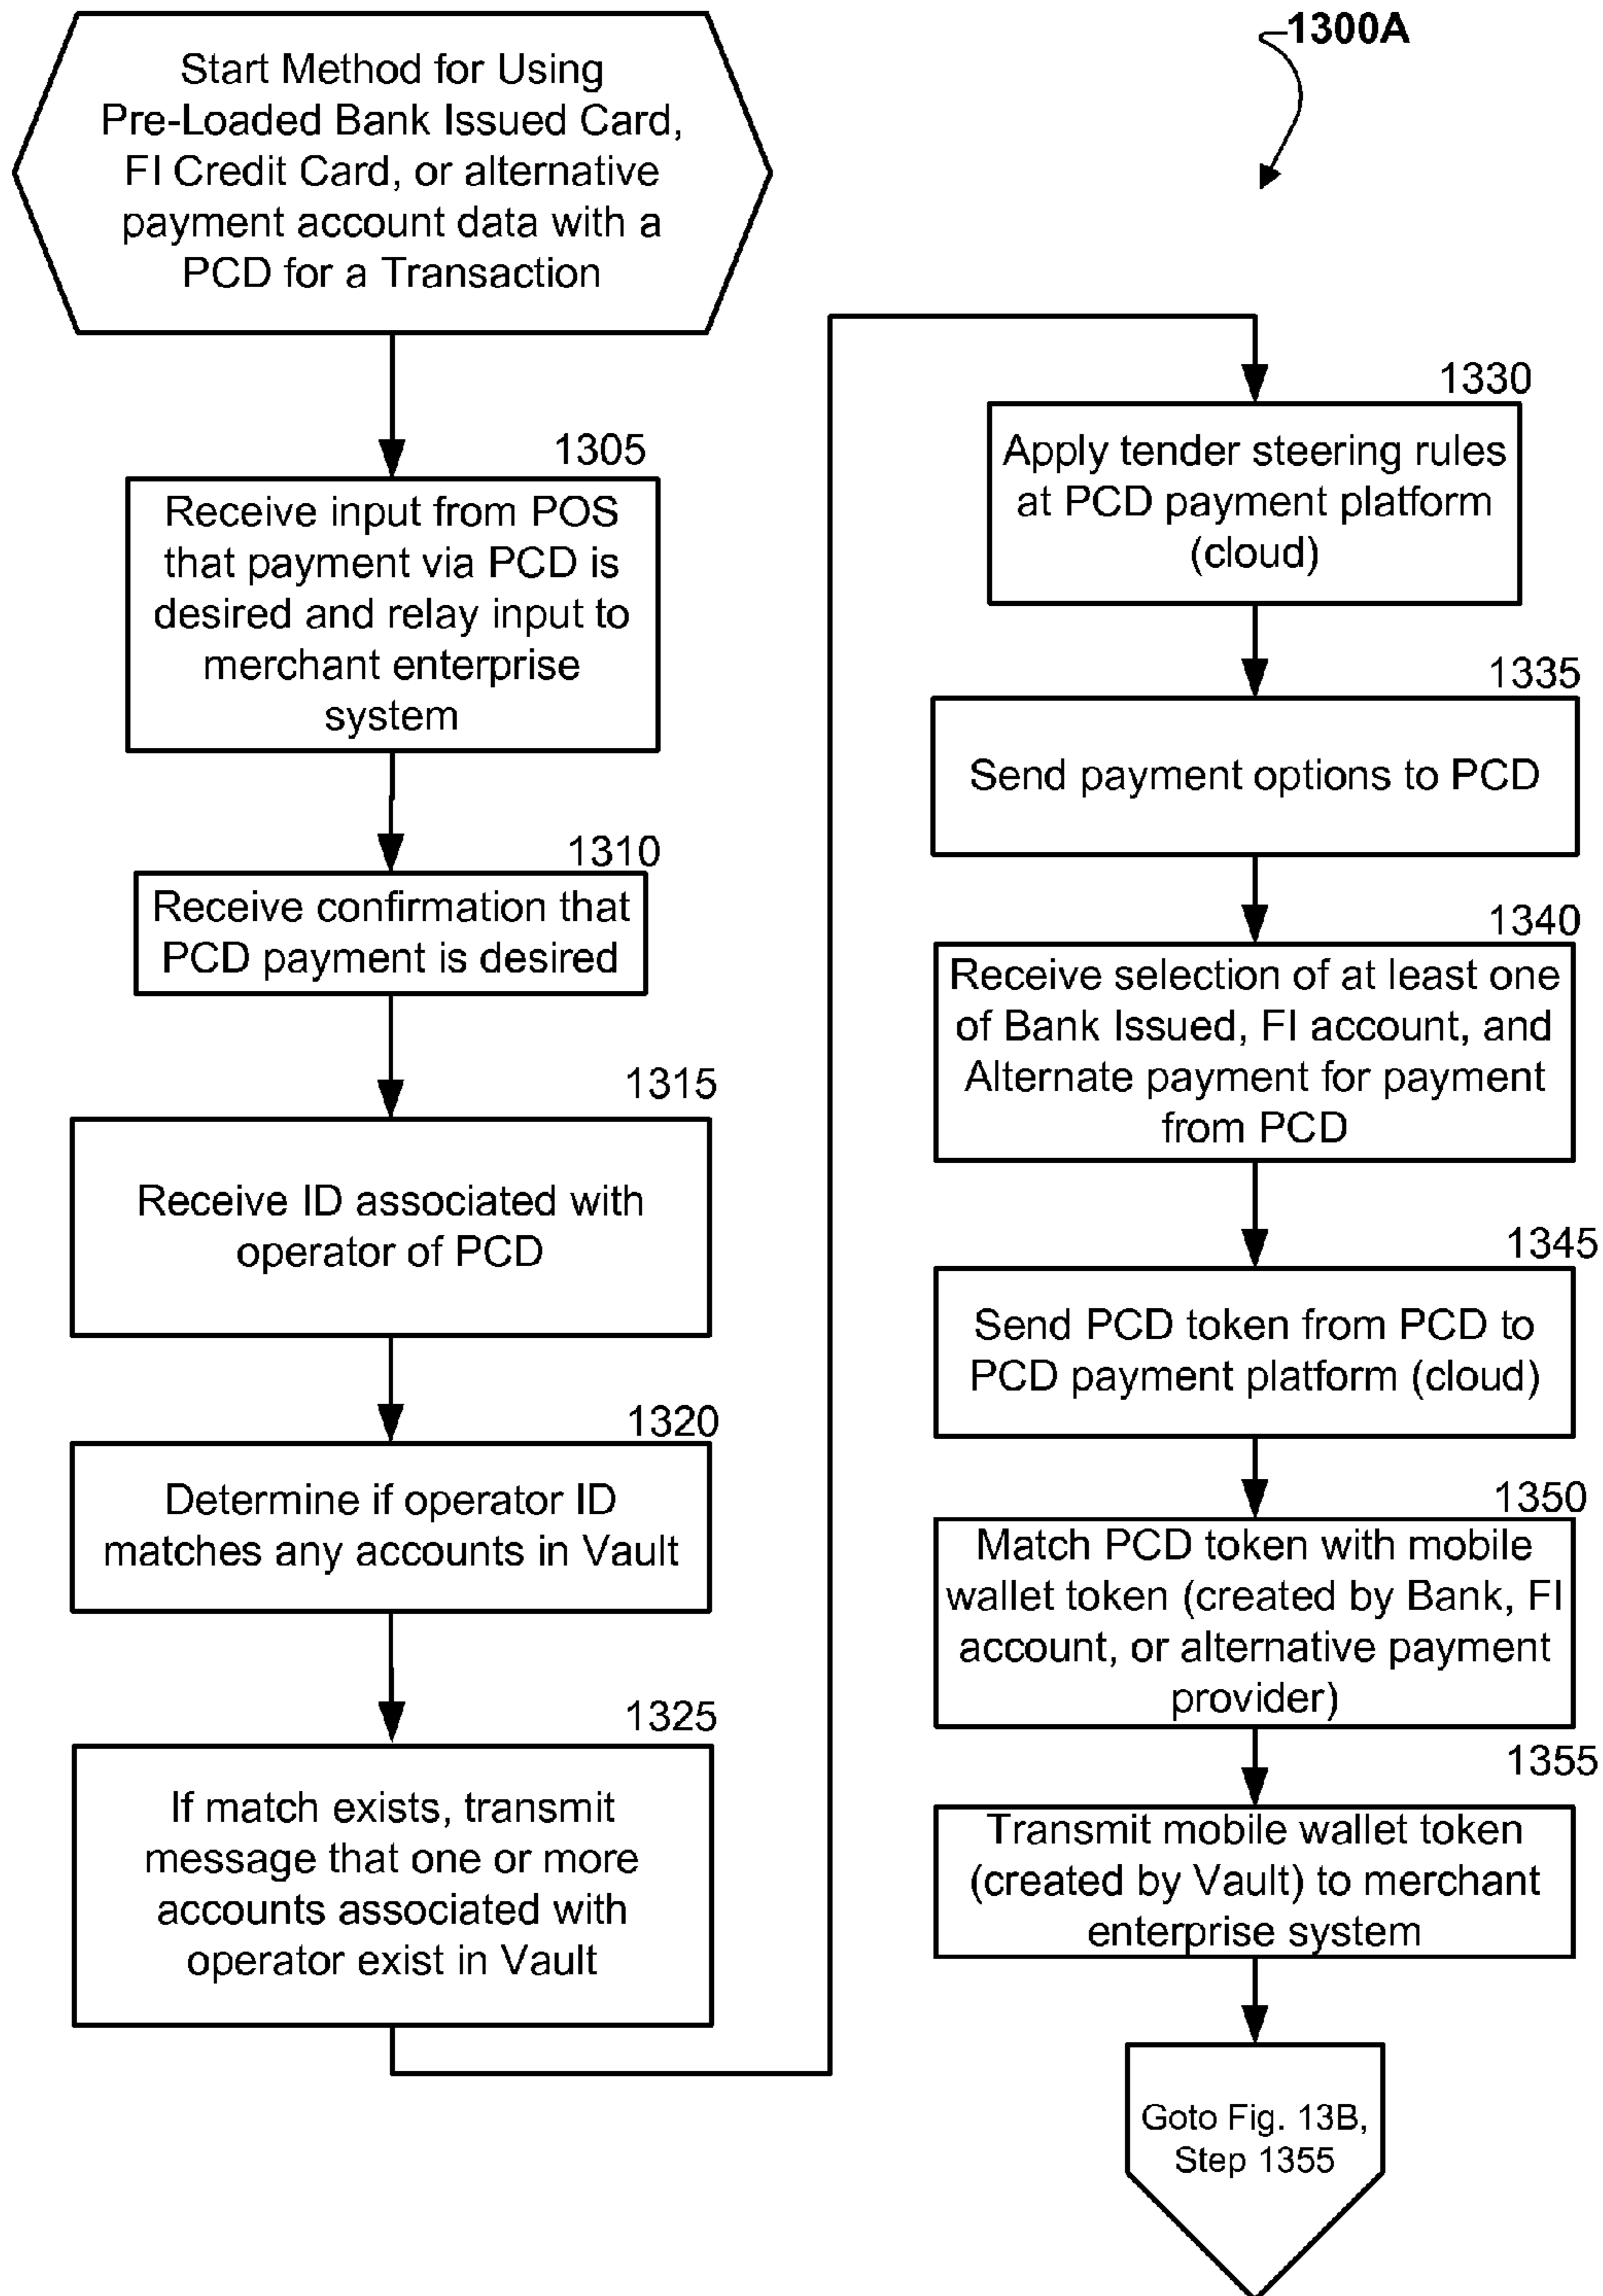 Start Method for Using
Pre-Loaded Bank Issued Card,
FI Credit Card, or alternative
payment account data with a
PCD for a Transaction
1300A
1305
Receive input from POS
that payment via PCD is
desired and relay input to
merchant enterprise
system
1310
Receive confirmation that
PCD payment is desired
1315
Receive ID associated with
operator of PCD
1320
Determine if operator ID
matches any accounts in Vault
1325
If match exists, transmit
message that one or more
accounts associated with
operator exist in Vault
1330
Apply tender steering rules
at PCD payment platform
(cloud)
1335
Send payment options to PCD
1340
Receive selection of at least one
of Bank Issued, FI account, and
Alternate payment for payment
from PCD
1345
Send PCD token from PCD to
PCD payment platform (cloud)
1350
Match PCD token with mobile
wallet token (created by Bank, FI
account, or alternative payment
provider)
1355
Transmit mobile wallet token
(created by Vault) to merchant
enterprise system
Goto Fig. 13B,
Step 1355